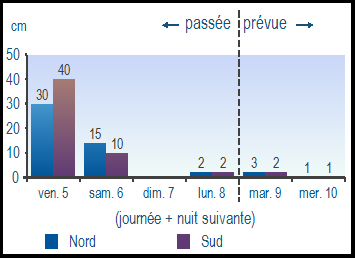 ← passée prévue →
cm
50
40
30
20
10
0
30 40
15 10
2 2
3 2
1 1
ven. 5 sam. 6 dim. 7 lun. 8 mar. 9 mer. 10
(journée + nuit suivante)
Nord Sud